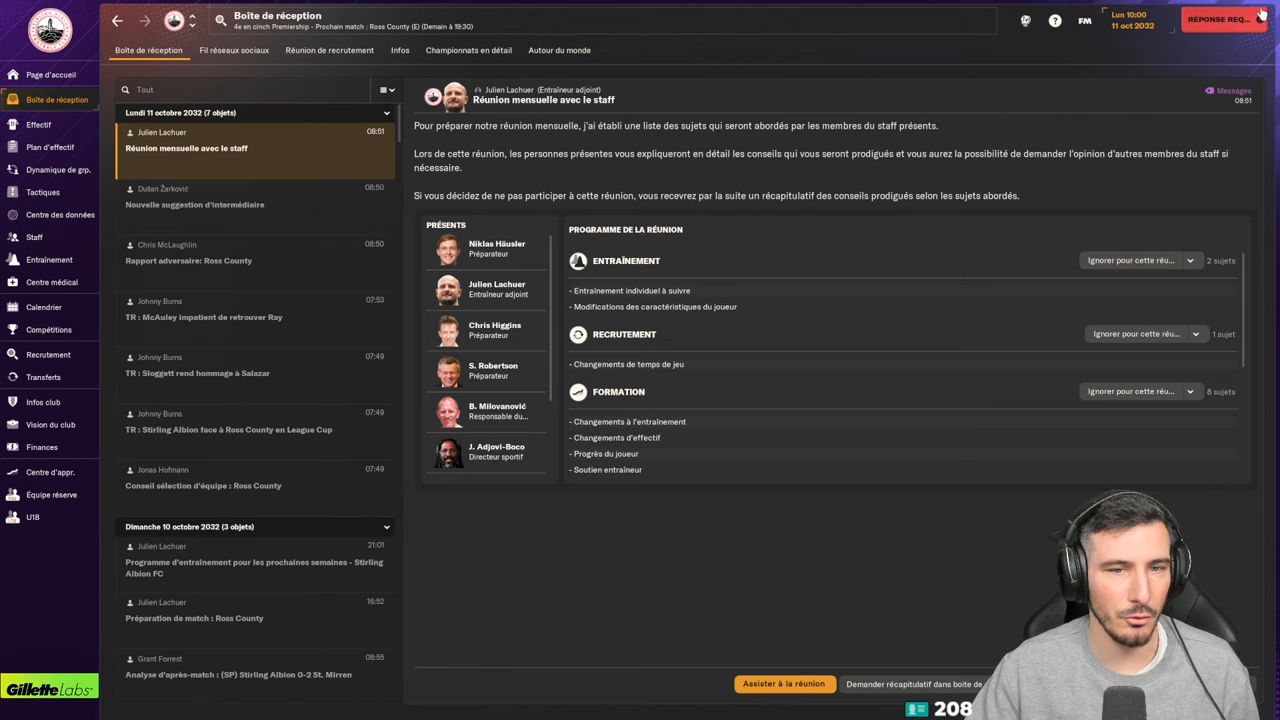 Boîte de réception
4e en cinch Premiership - Prochain match : Ross County (E) (Demain à 19:30)
FM
Lun 10:00
11 oct 2032
RÉPONSE REQ...
Boîte de réception
Fil réseaux sociaux
Réunion de recrutement
Infos
Championnats en détail
Autour du monde
Page d'accueil
Boîte de réception
Effectif
Plan d'effectif
Dynamique de grp.
Tactiques
Centre des données
Staff
Entraînement
Centre médical
Calendrier
Compétitions
Recrutement
Transferts
Infos club
Vision du club
Finances
Centre d'appr.
Équipe réserve
U18
Gillette Labs
Tout
Lundi 11 octobre 2032 (7 objets)
Julien Lachuer 08:51
Réunion mensuelle avec le staff
Dušan Žarković 08:50
Nouvelle suggestion d'intermédiaire
Chris McLaughlin 08:50
Rapport adversaire: Ross County
Johnny Burns 07:53
TR : McAuley impatient de retrouver Ray
Johnny Burns 07:49
TR : Sloggett rend hommage à Salazar
Johnny Burns 07:49
TR : Stirling Albion face à Ross County en League Cup
Jonas Hofmann 07:49
Conseil sélection d'équipe : Ross County
Dimanche 10 octobre 2032 (3 objets)
Julien Lachuer 21:01
Programme d'entraînement pour les prochaines semaines - Stirling
Albion FC
Julien Lachuer 16:52
Préparation de match : Ross County
Grant Forrest 08:55
Analyse d'après-match : (SP) Stirling Albion 0-2 St. Mirren
Julien Lachuer (Entraîneur adjoint)
Réunion mensuelle avec le staff
Messages
08:51
Pour préparer notre réunion mensuelle, j'ai établi une liste des sujets qui seront abordés par les membres du staff présents.
Lors de cette réunion, les personnes présentes vous expliqueront en détail les conseils qui vous seront prodigués et vous aurez la possibilité de demander l'opinion d'autres membres du staff si
nécessaire.
Si vous décidez de ne pas participer à cette réunion, vous recevrez par la suite un récapitulatif des conseils prodigués selon les sujets abordés.
PRÉSENTS
Niklas Häusler
Préparateur
Julien Lachuer
Entraîneur adjoint
Chris Higgins
Préparateur
S. Robertson
Préparateur
B. Milovanović
Responsable du...
J. Adjovi-Boco
Directeur sportif
PROGRAMME DE LA RÉUNION
ENTRAÎNEMENT
Ignorer pour cette réu...
2 sujets
- Entraînement individuel à suivre
- Modifications des caractéristiques du joueur
RECRUTEMENT
Ignorer pour cette réu...
1 sujet
- Changements de temps de jeu
FORMATION
Ignorer pour cette réu...
8 sujets
- Changements à l'entraînement
- Changements d'effectif
- Progrès du joueur
- Soutien entraîneur
Assister à la réunion
Demander récapitulatif dans boite de
208